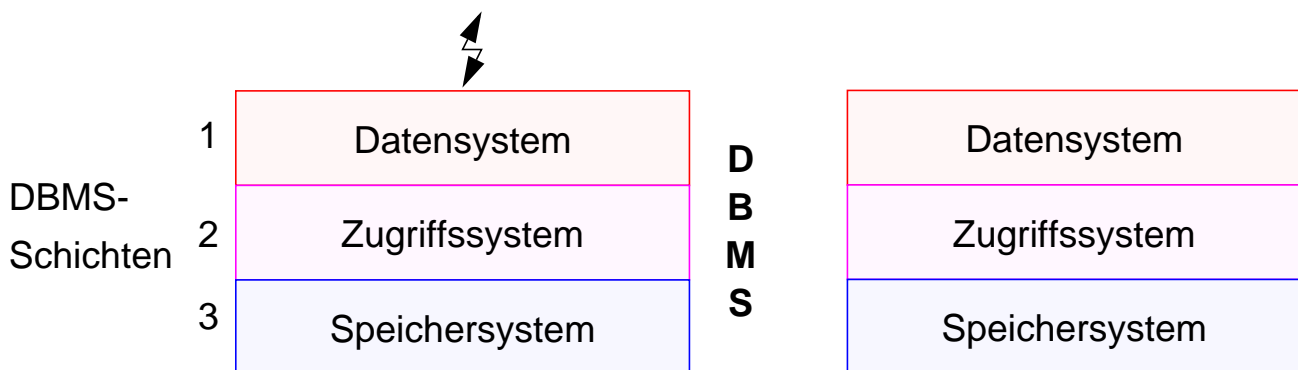 1
Datensystem
D
Datensystem
DBMS-
Schichten
2
Zugriffssystem
B
M
Zugriffssystem
3
Speichersystem
S
Speichersystem